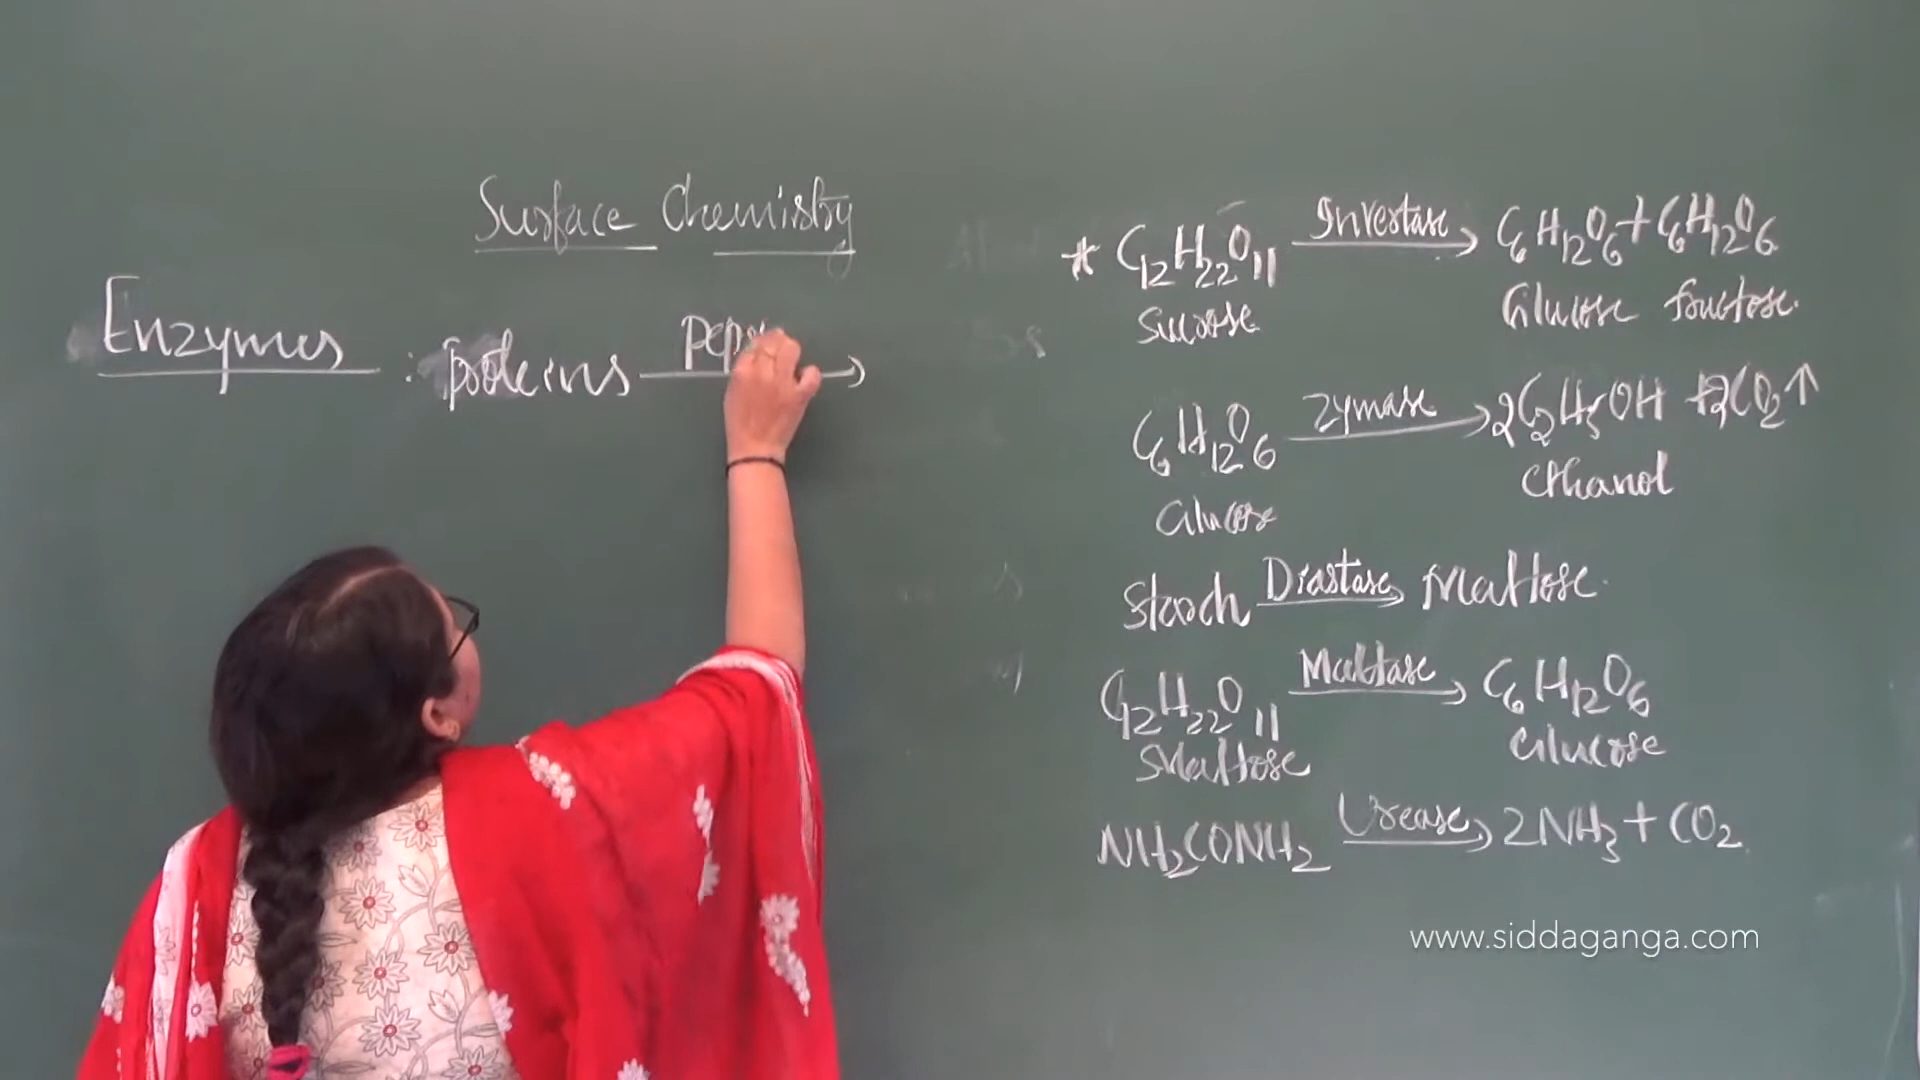 Surface Chemistry
Enzymes : proteins Peps →
* C12H22O11 Invertase → C6H12O6 + C6H12O6
Sucrose Glucose fructose.
C6H12O6 Zymase → 2C2H5OH + 2CO2↑
Glucose ethanol
Starch Diastase → Maltose.
C12H22O11 Maltase → C6H12O6
Maltose Glucose
NH2CONH2 Urease → 2NH3 + CO2
www.siddaganga.com